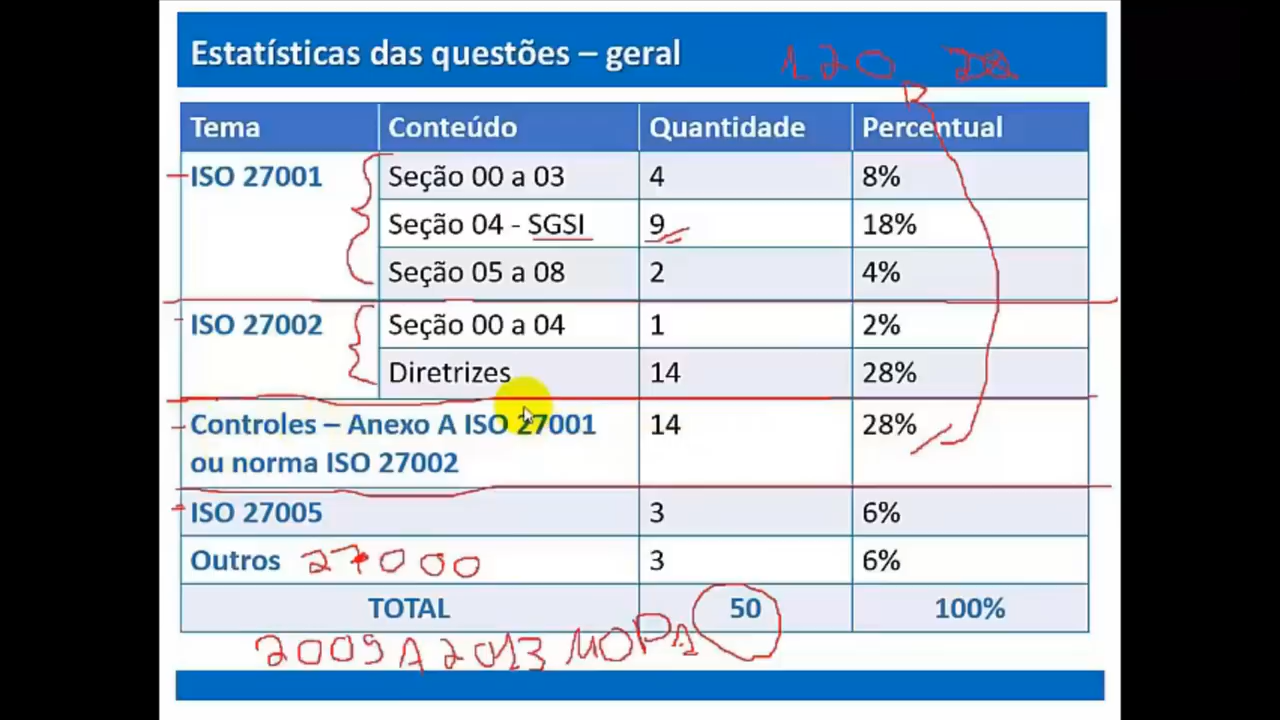 Estatísticas das questões – geral
120
Tema Conteúdo Quantidade Percentual
ISO 27001 Seção 00 a 03 4 8%
Seção 04 - SGSI 9 18%
Seção 05 a 08 2 4%
ISO 27002 Seção 00 a 04 1 2%
Diretrizes 14 28%
Controles – Anexo A ISO 27001 14 28%
ou norma ISO 27002
ISO 27005 3 6%
Outros 27000 3 6%
TOTAL 50 100%
2009 A 2013